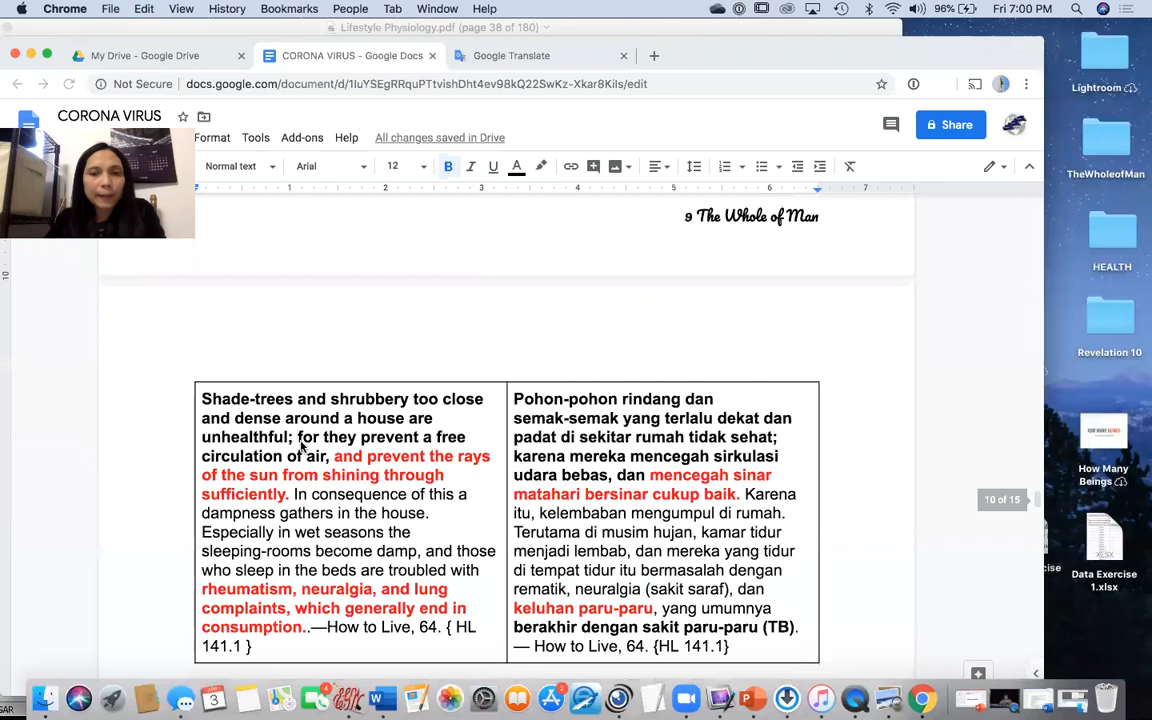 Chrome File Edit View History Bookmarks People Tab Window Help 96% Fri 7:00 PM
Lifestyle Physiology.pdf (page 38 of 180)
My Drive - Google Drive CORONA VIRUS - Google Docs Google Translate
Not Secure docs.google.com/document/d/1IuYSEgRRquPTtvishDht4ev98kQ22SwKz-Xkar8Kils/edit
CORONA VIRUS
Format Tools Add-ons Help All changes saved in Drive
Share
Normal text Arial 12 B I U A
1 2 3 4 5 6 7
9 The Whole of Man
10
Shade-trees and shrubbery too close
and dense around a house are
unhealthful; for they prevent a free
circulation of air, and prevent the rays
of the sun from shining through
sufficiently. In consequence of this a
dampness gathers in the house.
Especially in wet seasons the
sleeping-rooms become damp, and those
who sleep in the beds are troubled with
rheumatism, neuralgia, and lung
complaints, which generally end in
consumption..—How to Live, 64. { HL
141.1 }
Pohon-pohon rindang dan
semak-semak yang terlalu dekat dan
padat di sekitar rumah tidak sehat;
karena mereka mencegah sirkulasi
udara bebas, dan mencegah sinar
matahari bersinar cukup baik. Karena
itu, kelembaban mengumpul di rumah.
Terutama di musim hujan, kamar tidur
menjadi lembab, dan mereka yang tidur
di tempat tidur itu bermasalah dengan
rematik, neuralgia (sakit saraf), dan
keluhan paru-paru, yang umumnya
berakhir dengan sakit paru-paru (TB).
— How to Live, 64. {HL 141.1}
10 of 15
Lightroom
TheWholeofMan
HEALTH
Revelation 10
How Many
Beings
XLSX
Data Exercise
1.xlsx